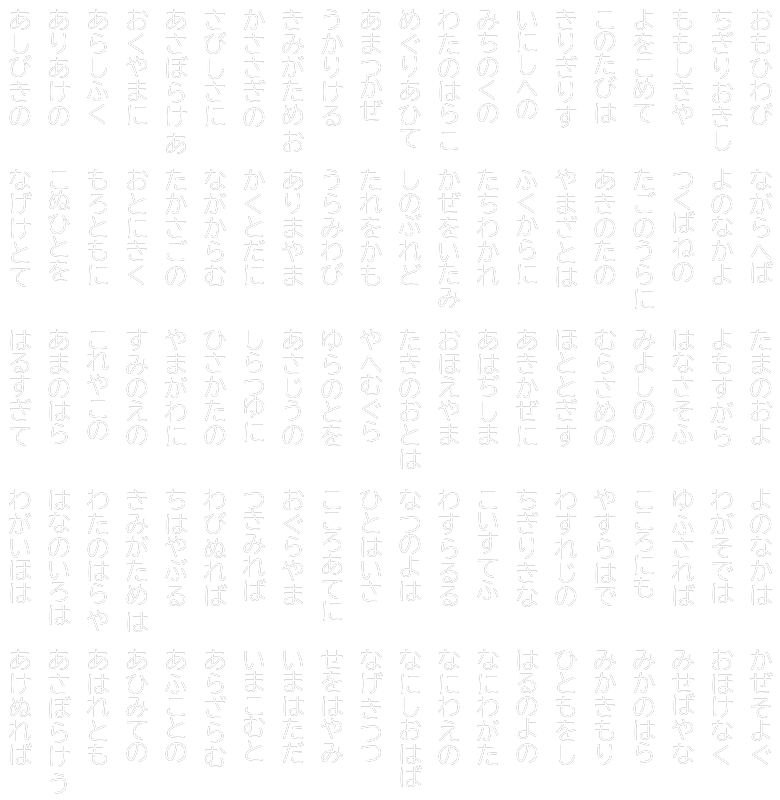 おもひわび
ちぎりおきし
ももしきや
よをこめて
このたびは
きりぎりす
いにしへの
みちのくの
わたのはらこ
めぐりあひて
あまつかぜ
うかりける
きみがためお
かささぎの
さびしさに
あさぼらけあ
おくやまに
あらしふく
ありあけの
あしびきの
ながらへば
よのなかよ
つくばねの
たごのうらに
あきのたの
やまざとは
ふくからに
たちわかれ
かぜをいたみ
しのぶれど
たれをかも
うらみわび
ありまやま
かくとだに
ながからむ
たかさごの
おとにきく
もろともに
こぬひとを
なげけとて
たまのおよ
よもすがら
はなさそふ
みよしのの
むらさめの
ほととぎす
あきかぜに
あはぢしま
おほえやま
たきのおとは
やへむぐら
ゆらのとを
あさじうの
しらつゆに
ひさかたの
やまがわに
すみのえの
これやこの
あまのはら
はるすぎて
よのなかは
わがそでは
ゆふされば
こころにも
やすらはで
わすれじの
ちぎりきな
こいすてふ
わすらるる
なつのよは
ひとはいさ
こころあてに
おぐらやま
つきみれば
わびぬれば
ちはやぶる
きみがためは
わたのはらや
はなのいろは
わがいほは
かぜそよぐ
おほけなく
みせばやな
みかのはら
みかきもり
ひともをし
はるのよの
なにわがた
なにわえの
なにしおはば
なげきつつ
せをはやみ
いまはただ
いまこむと
あらざらむ
あふことの
あひみての
あはれとも
あさぼらけう
あけぬれば